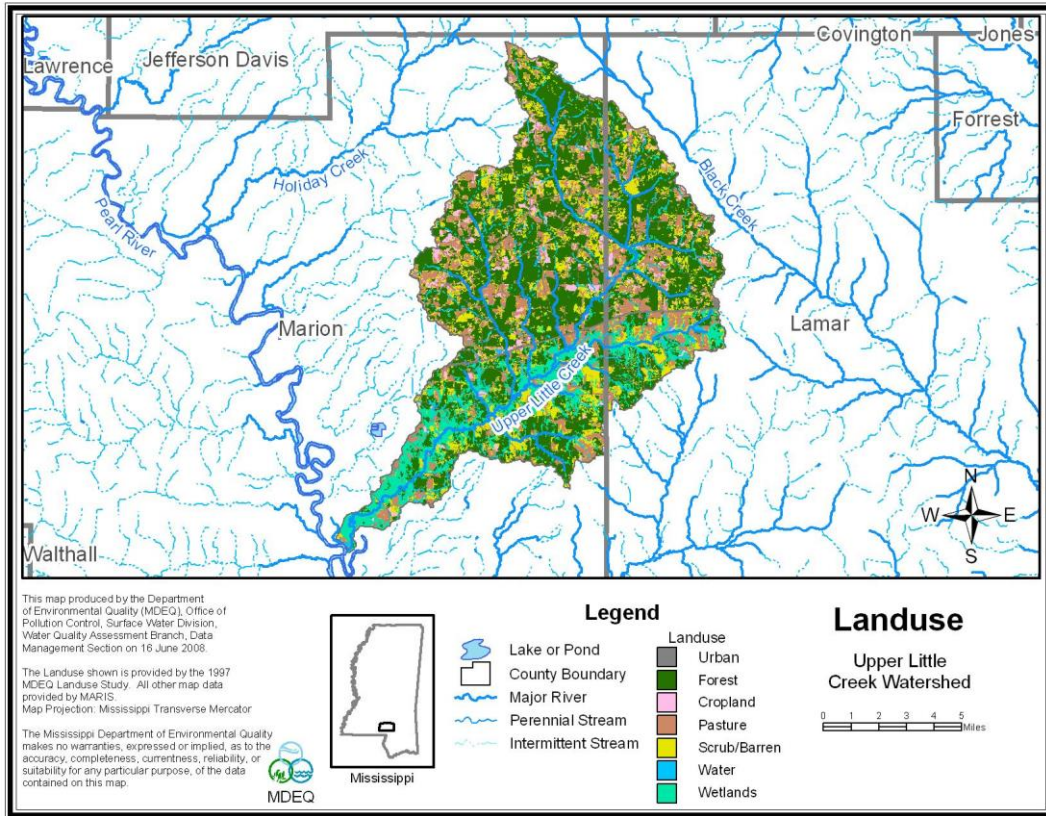 Covington
Jones
Jefferson Davis
Lawrence
Forrest
Black Creek
Holiday Creek
Pearl River
Marion
Lamar
Upper Little Creek
N
W E
S
Walthall
This map produced by the Department
of Environmental Quality (MDEQ), Office of
Pollution Control, Surface Water Division,
Water Quality Assessment Branch, Data
Management Section on 16 June 2008.
The Landuse shown is provided by the 1997
MDEQ Landuse Study. All other map data
provided by MARIS.
Map Projection: Mississippi Transverse Mercator
The Mississippi Department of Environmental Quality
makes no warranties, expressed or implied, as to the
accuracy, completeness, currentness, reliability, or
suitability for any particular purpose, of the data
contained on this map.
MDEQ
Mississippi
Legend
Lake or Pond
County Boundary
Major River
Perennial Stream
Intermittent Stream
Landuse
Urban
Forest
Cropland
Pasture
Scrub/Barren
Water
Wetlands
Landuse
Upper Little
Creek Watershed
0 1 2 3 4 5
Miles